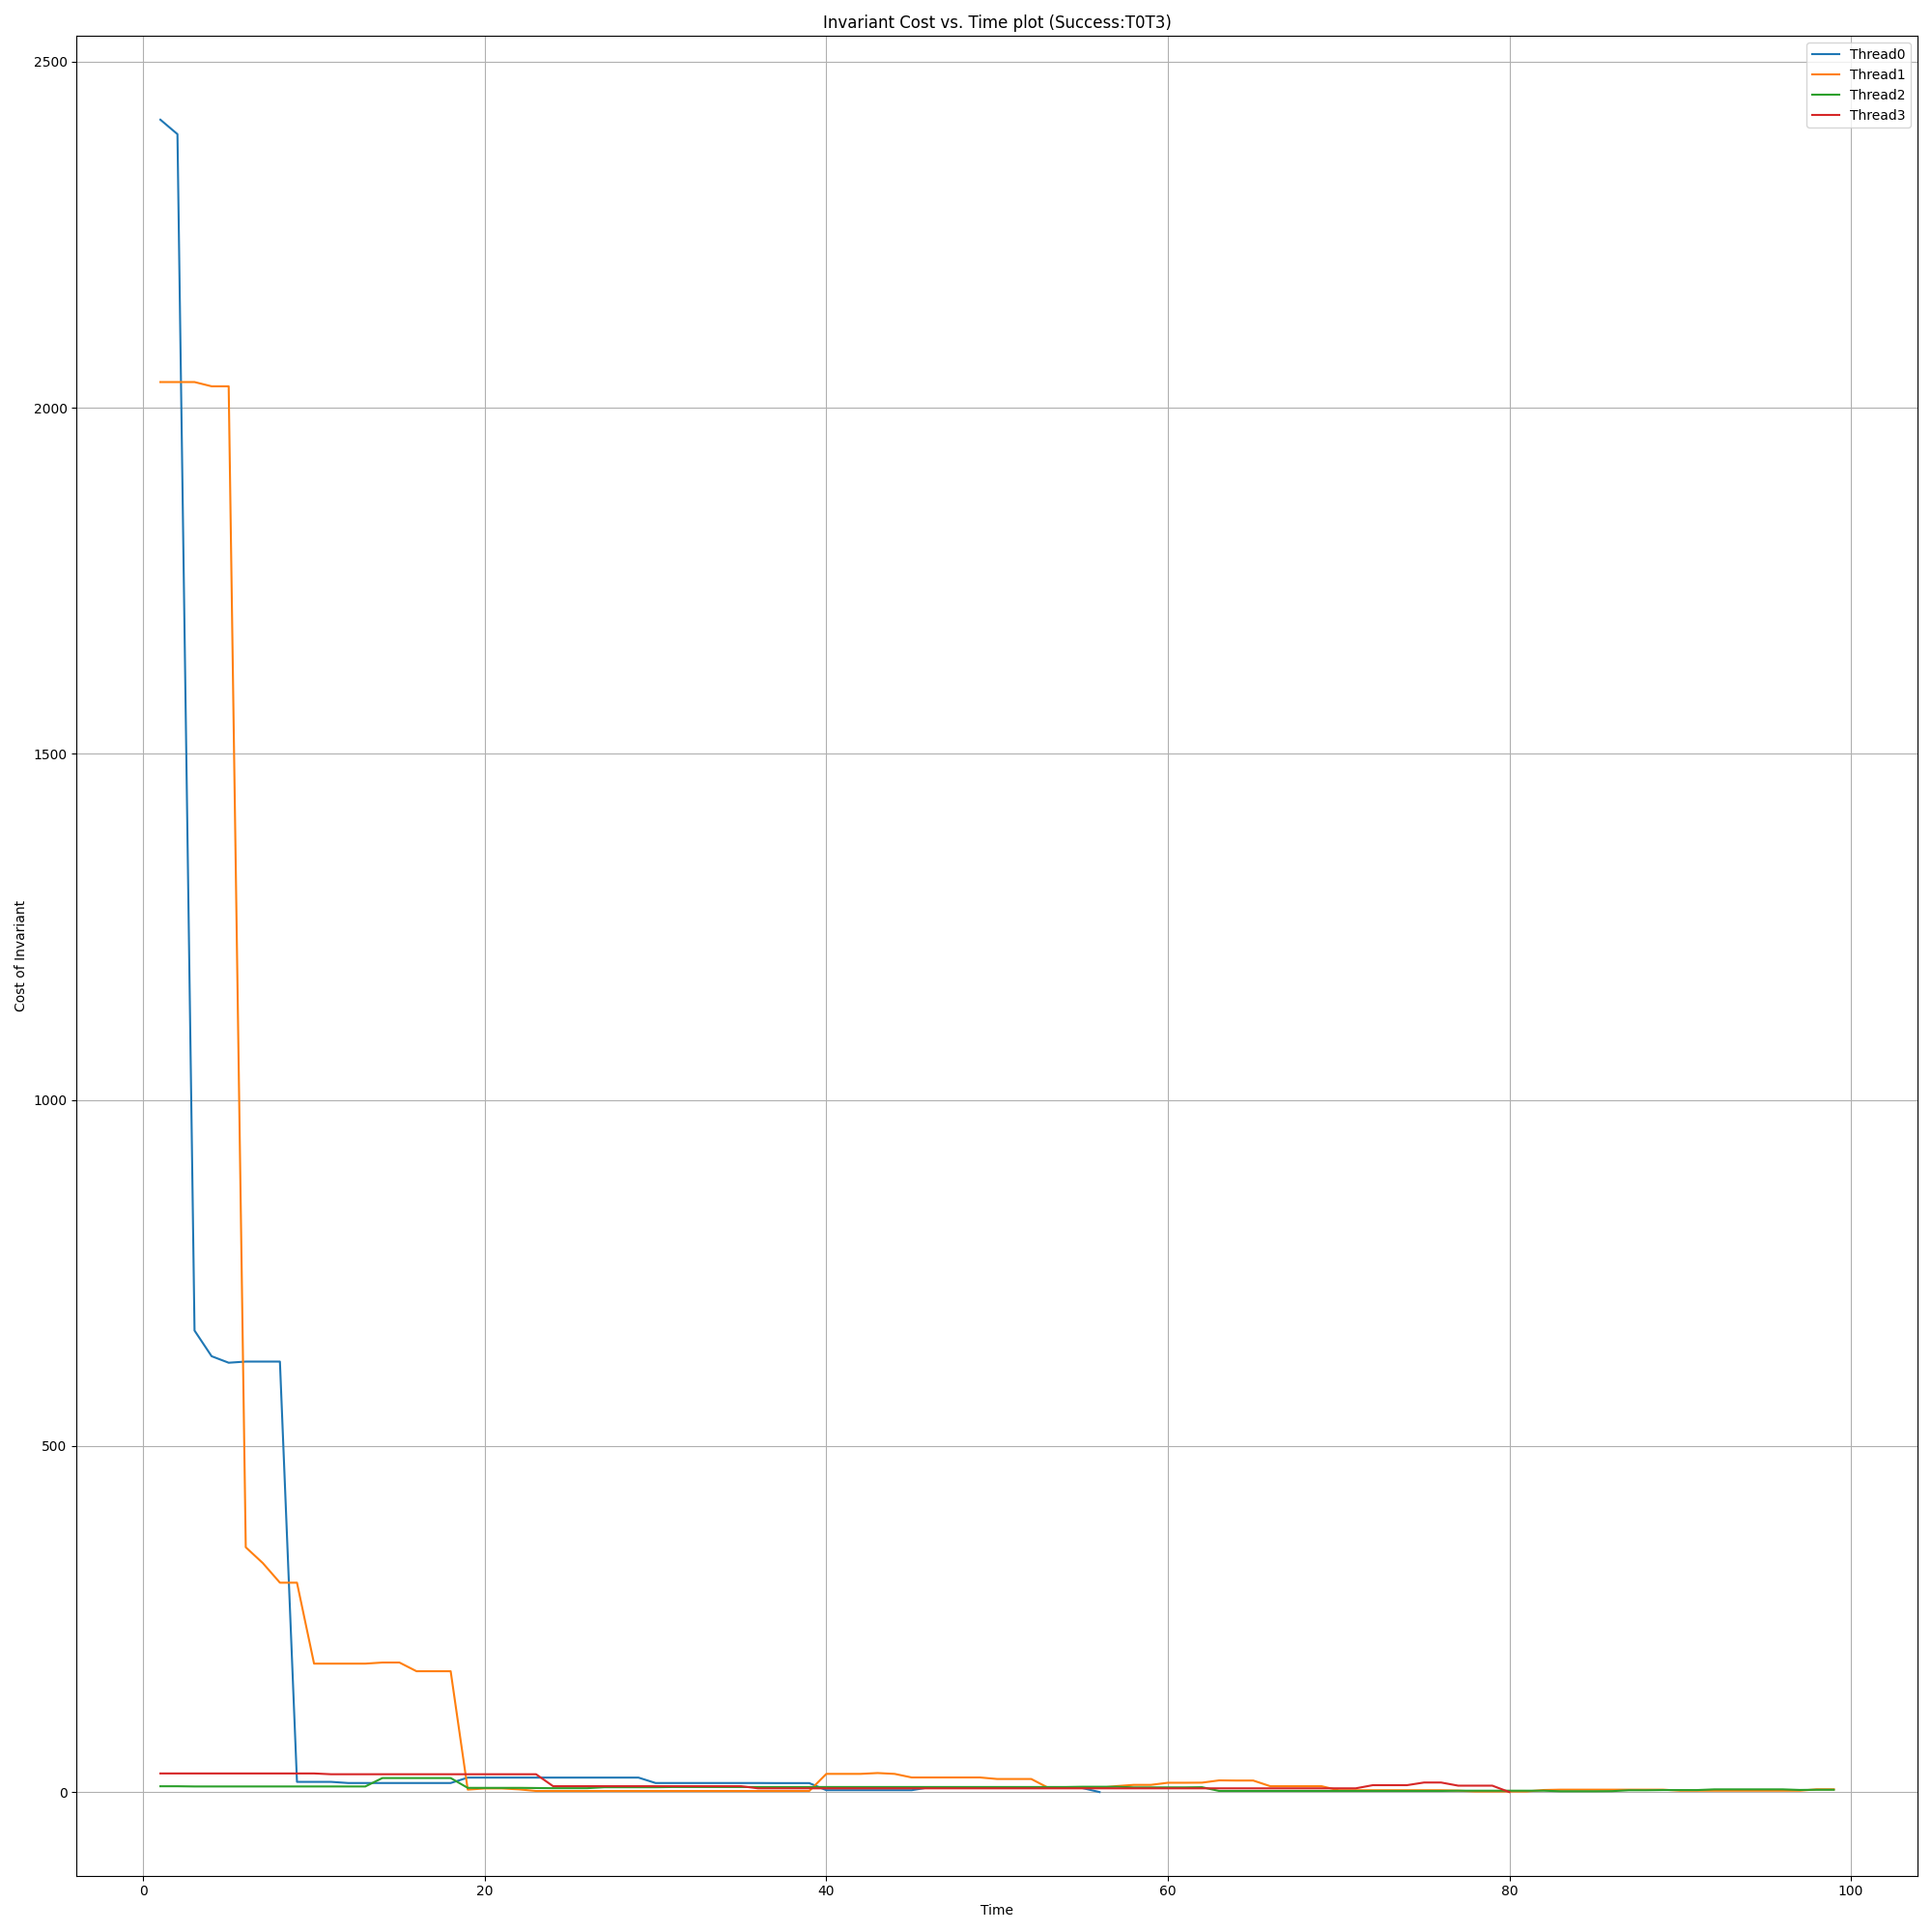 Invariant Cost vs. Time plot (Success:T0T3)
Thread0
Thread1
Thread2
Thread3
2500
2000
1500
1000
500
0
Cost of Invariant
0 20 40 60 80 100
Time